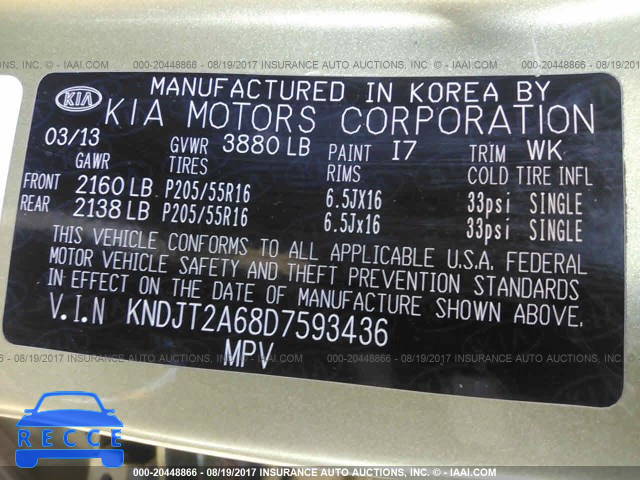 000-20448866 - 08/19/2017 INSURANCE AUTO AUCTIONS, INC. - © IAAI.COM
MANUFACTURED IN KOREA BY
KIA KIA MOTORS CORPORATION
03/13 GVWR 3880 LB PAINT I7 TRIM WK
GAWR TIRES RIMS COLD TIRE INFL
FRONT 2160 LB P205/55R16 6.5JX16 33psi SINGLE
REAR 2138 LB P205/55R16 6.5Jx16 33psi SINGLE
THIS VEHICLE CONFORMS TO ALL APPLICABLE U.S.A. FEDERAL
MOTOR VEHICLE SAFETY AND THEFT PREVENTION STANDARDS
IN EFFECT ON THE DATE OF MANUFACTURE SHOWN ABOVE.
V.I.N KNDJT2A68D7593436
MPV
000-20448866 - 08/19/2017 INSURANCE AUTO AUCTIONS, INC. - © IAAI.COM